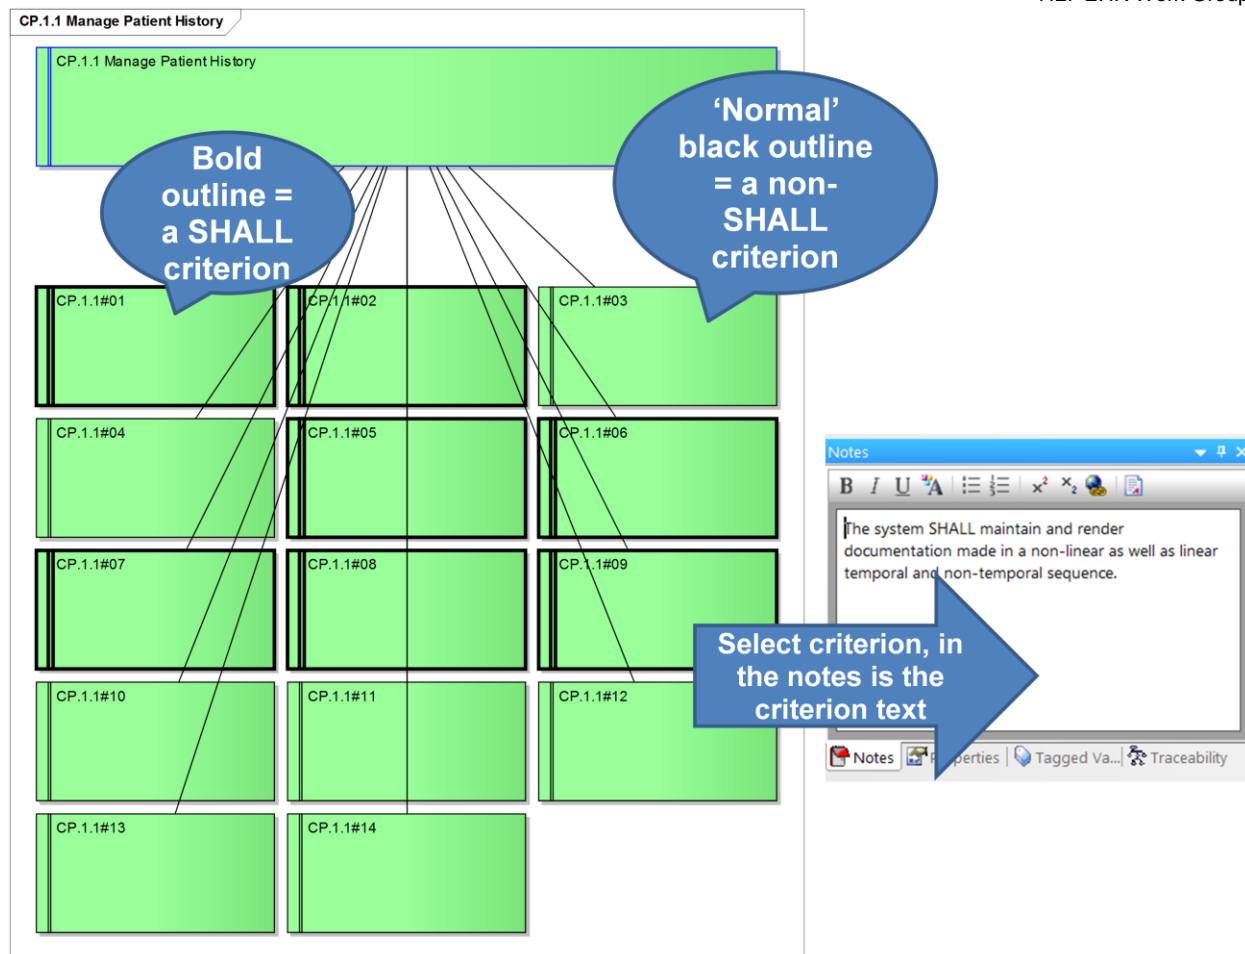 CP.1.1 Manage Patient History
CP.1.1 Manage Patient History
Bold
outline =
a SHALL
criterion
‘Normal’
black outline
= a non-
SHALL
criterion
CP.1.1#01
CP.1.1#02
CP.1.1#03
CP.1.1#04
CP.1.1#05
CP.1.1#06
CP.1.1#07
CP.1.1#08
CP.1.1#09
CP.1.1#10
CP.1.1#11
CP.1.1#12
CP.1.1#13
CP.1.1#14
Notes
The system SHALL maintain and render
documentation made in a non-linear as well as linear
temporal and non-temporal sequence.
Select criterion, in
the notes is the
criterion text
Notes
Tagged Va...
Traceability